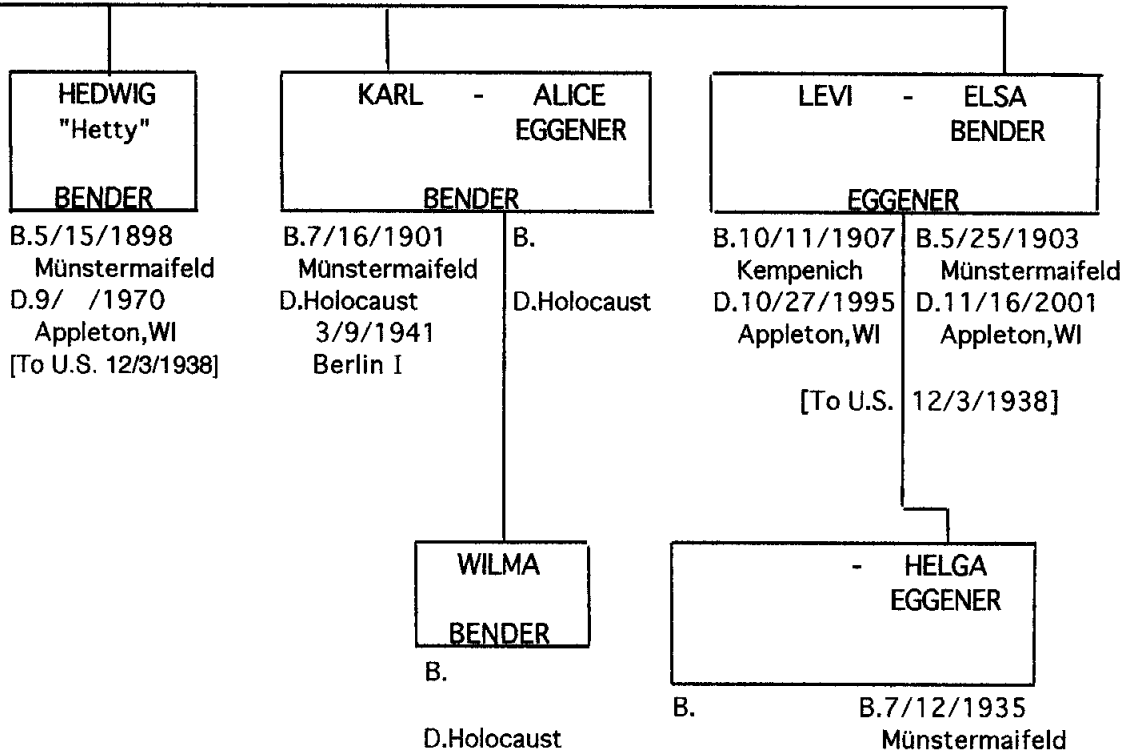 HEDWIG
"Hetty"
BENDER
B.5/15/1898
Münstermaifeld
D.9/ /1970
Appleton,WI
[To U.S. 12/3/1938]
KARL - ALICE
EGGENER
BENDER
B.7/16/1901
Münstermaifeld
D.Holocaust
3/9/1941
Berlin I
B.
D.Holocaust
LEVI - ELSA
BENDER
EGGENER
B.10/11/1907
Kempenich
D.10/27/1995
Appleton,WI
B.5/25/1903
Münstermaifeld
D.11/16/2001
Appleton,WI
[To U.S. 12/3/1938]
WILMA
BENDER
B.
D.Holocaust
- HELGA
EGGENER
B.
B.7/12/1935
Münstermaifeld